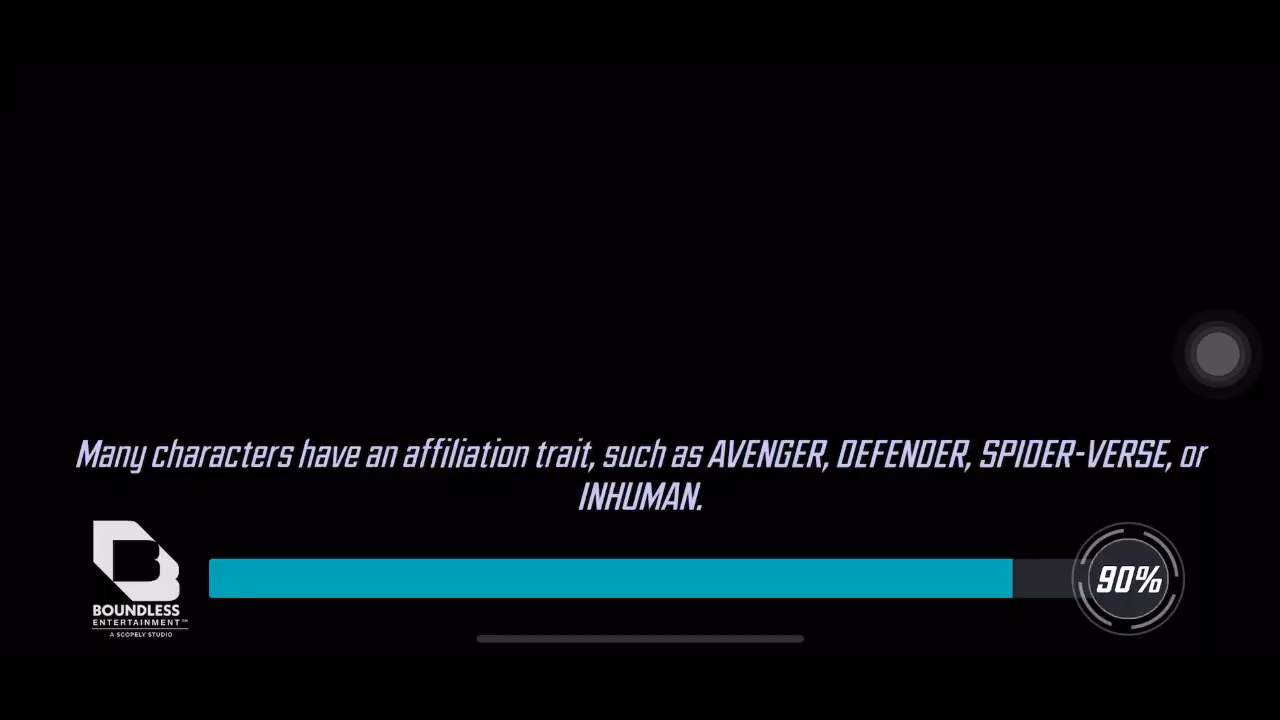 Many characters have an affiliation trait, such as AVENGER, DEFENDER, SPIDER-VERSE, or
INHUMAN.
90%
BOUNDLESS
ENTERTAINMENT™
A SCOPELY STUDIO